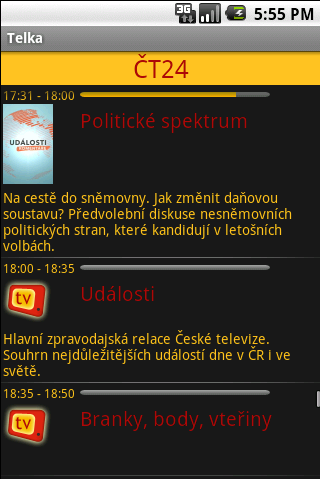 3G 5:55 PM
Telka
ČT24
17:31 - 18:00
UDÁLOSTI
KOMENTÁŘE
Politické spektrum
Na cestě do sněmovny. Jak změnit daňovou
soustavu? Předvolební diskuse nesněmovních
politických stran, které kandidují v letošních
volbách.
18:00 - 18:35
tv
Události
Hlavní zpravodajská relace České televize.
Souhrn nejdůležitějších událostí dne v ČR i ve
světě.
18:35 - 18:50
tv
Branky, body, vteřiny